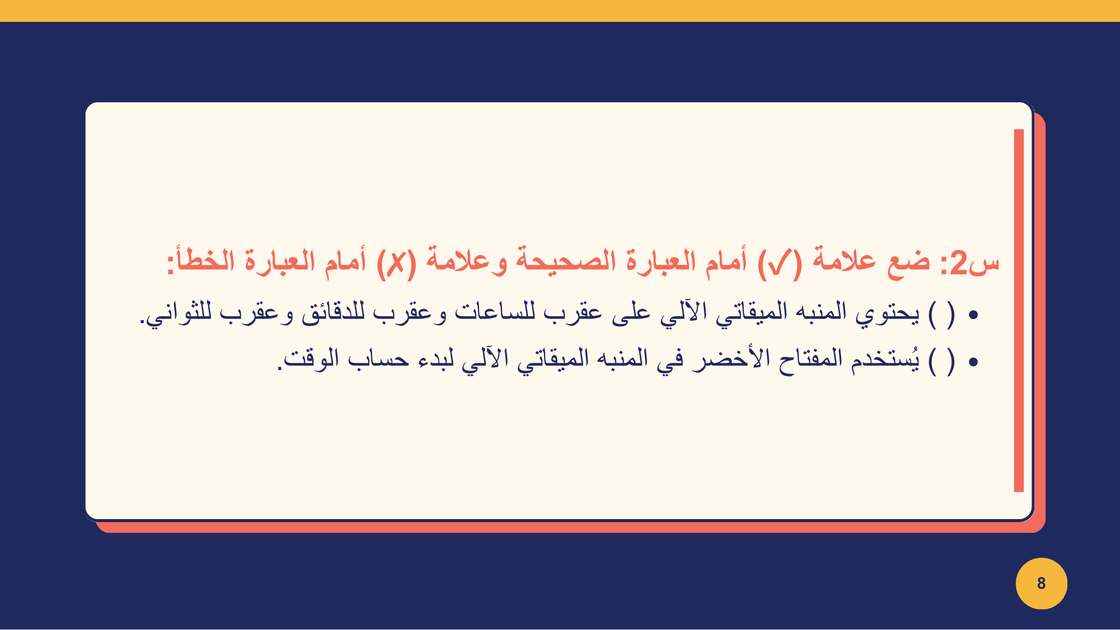 س2: ضع علامة (✓) أمام العبارة الصحيحة وعلامة (✗) أمام العبارة الخطأ:
• ( ) يحتوي المنبه الميقاتي الآلي على عقرب للساعات وعقرب للدقائق وعقرب للثواني.
• ( ) يُستخدم المفتاح الأخضر في المنبه الميقاتي الآلي لبدء حساب الوقت.
8